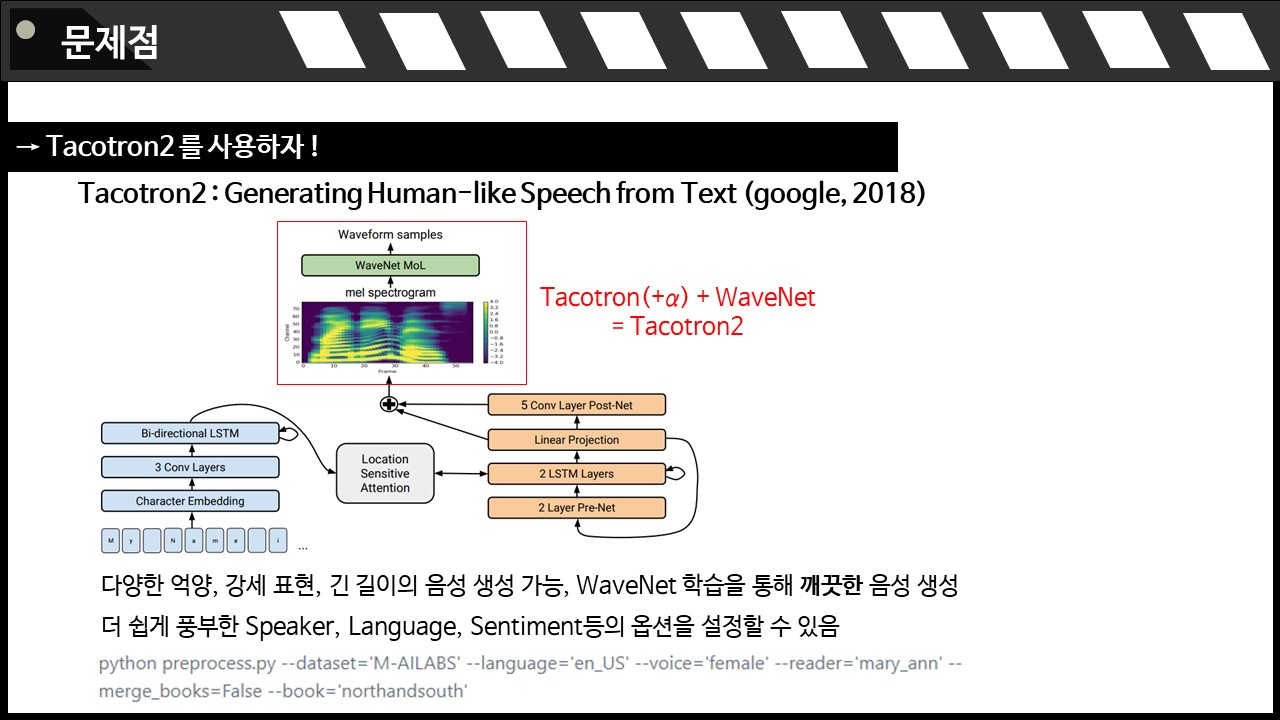 문제점
→ Tacotron2 를 사용하자 !
Tacotron2 : Generating Human-like Speech from Text (google, 2018)
Waveform samples
WaveNet MoL
mel spectrogram
70
60
50
40
30
20
10
0
Channel
0 10 20 30 40 50
Frame
4.0
3.2
2.4
1.6
0.8
0.0
−0.8
−1.6
−2.4
−3.2
−4.0
Tacotron(+α) + WaveNet
= Tacotron2
5 Conv Layer Post-Net
Linear Projection
2 LSTM Layers
2 Layer Pre-Net
Location
Sensitive
Attention
Bi-directional LSTM
3 Conv Layers
Character Embedding
M y N a m e i ...
다양한 억양, 강세 표현, 긴 길이의 음성 생성 가능, WaveNet 학습을 통해 깨끗한 음성 생성
더 쉽게 풍부한 Speaker, Language, Sentiment등의 옵션을 설정할 수 있음
python preprocess.py --dataset='M-AILABS' --language='en_US' --voice='female' --reader='mary_ann' --
merge_books=False --book='northandsouth'